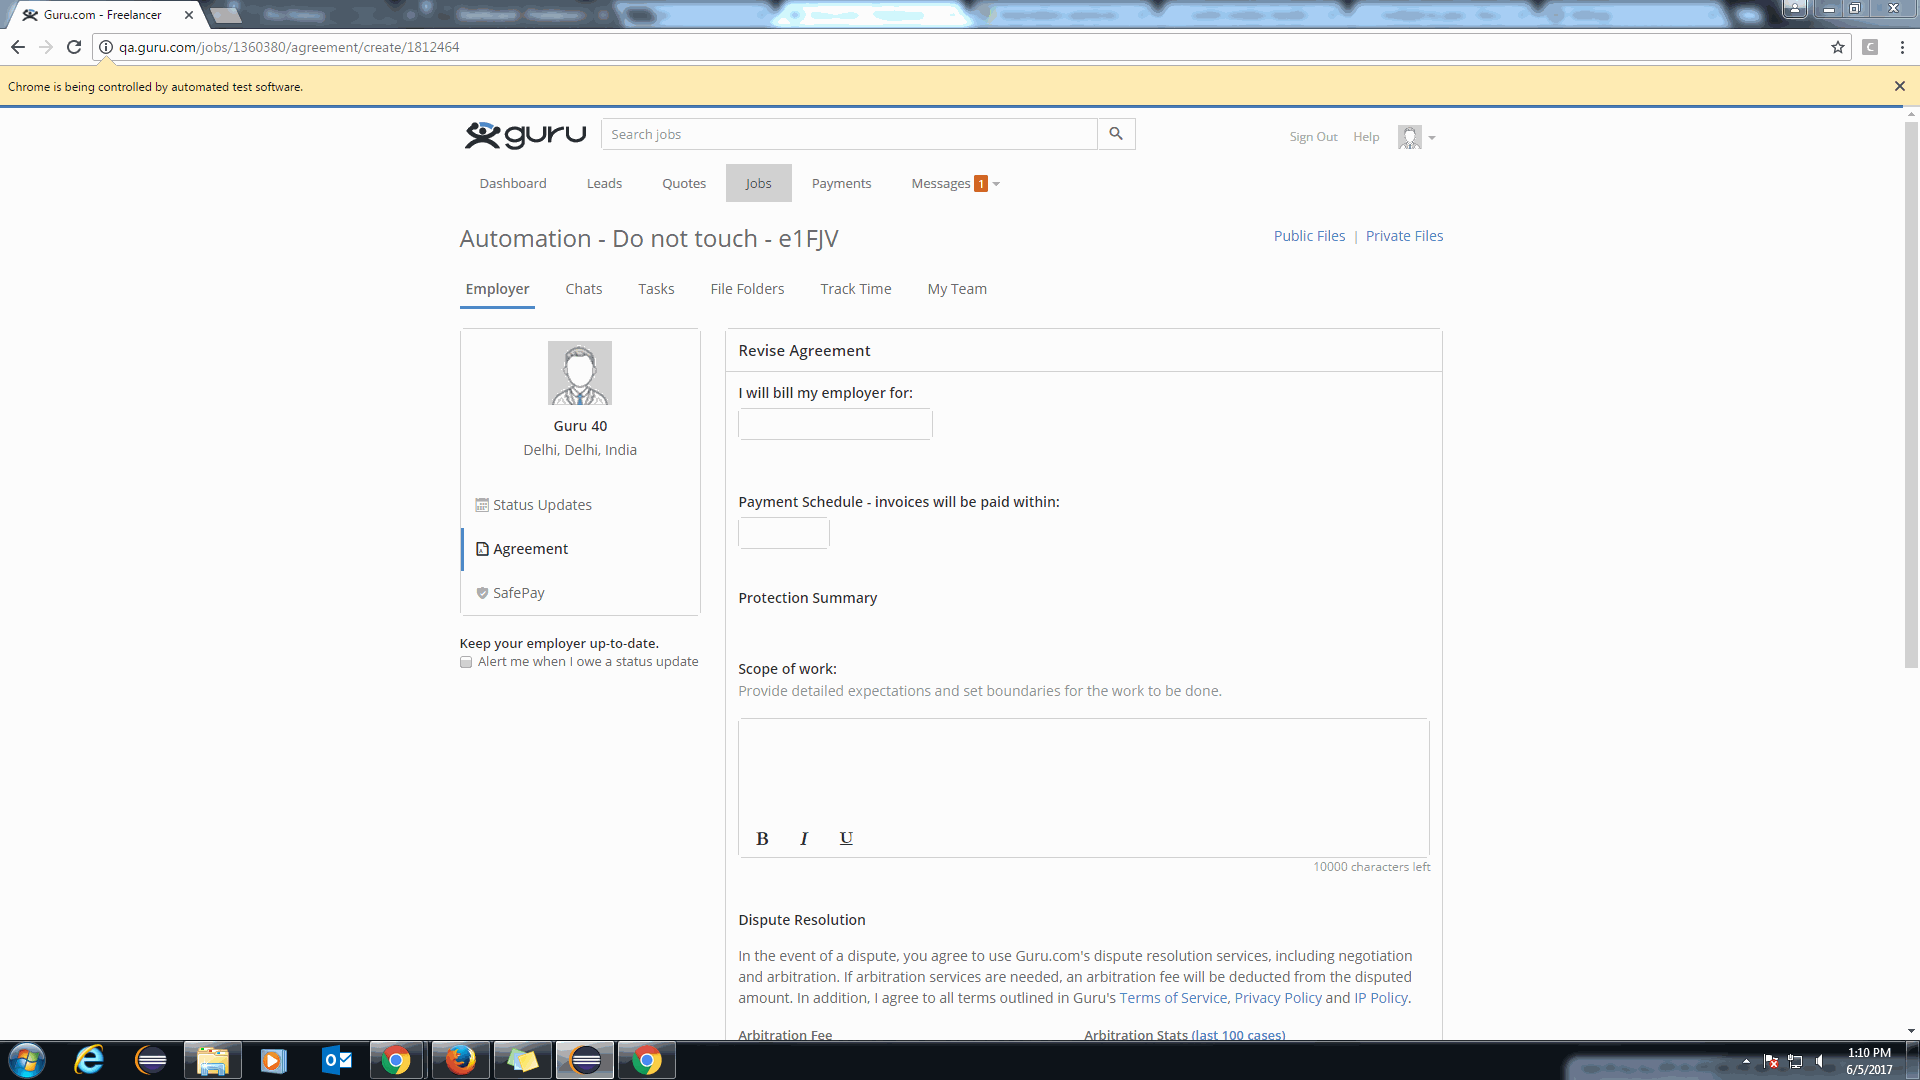 Guru.com - Freelancer
qa.guru.com/jobs/1360380/agreement/create/1812464
Chrome is being controlled by automated test software.
guru
Search jobs
Sign Out Help
Dashboard Leads Quotes Jobs Payments Messages 1
Automation - Do not touch - e1FJV
Public Files | Private Files
Employer Chats Tasks File Folders Track Time My Team
Guru 40
Delhi, Delhi, India
Status Updates
Agreement
SafePay
Keep your employer up-to-date.
Alert me when I owe a status update
Revise Agreement
I will bill my employer for:
Payment Schedule - invoices will be paid within:
Protection Summary
Scope of work:
Provide detailed expectations and set boundaries for the work to be done.
B I U
10000 characters left
Dispute Resolution
In the event of a dispute, you agree to use Guru.com's dispute resolution services, including negotiation
and arbitration. If arbitration services are needed, an arbitration fee will be deducted from the disputed
amount. In addition, I agree to all terms outlined in Guru's Terms of Service, Privacy Policy and IP Policy.
Arbitration Fee
Arbitration Stats (last 100 cases)
1:10 PM
6/5/2017